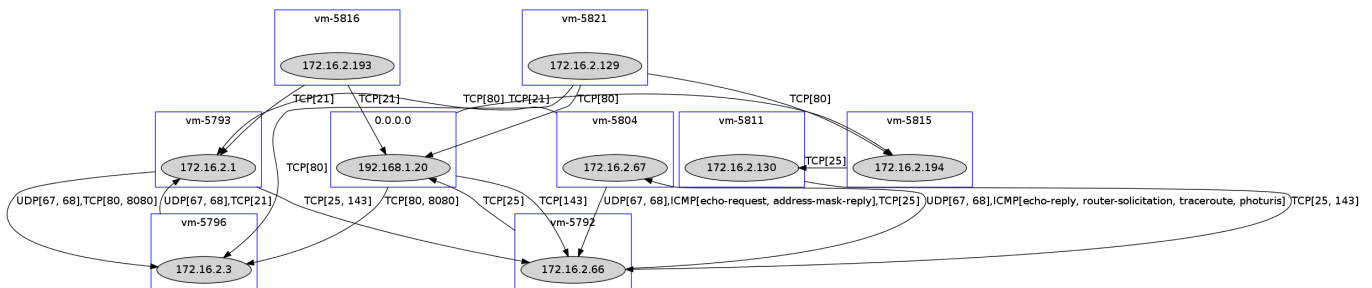 vm-5816
vm-5821
172.16.2.193
172.16.2.129
TCP[21]
TCP[21]
TCP[80]
TCP[21]
TCP[80]
TCP[80]
vm-5793
0.0.0.0
vm-5804
vm-5811
vm-5815
172.16.2.1
TCP[80]
192.168.1.20
172.16.2.67
172.16.2.130
TCP[25]
172.16.2.194
UDP[67, 68],TCP[80, 8080]
UDP[67, 68],TCP[21]
TCP[25, 143]
TCP[80, 8080]
TCP[25]
TCP[143]
UDP[67, 68],ICMP[echo-request, address-mask-reply],TCP[25]
UDP[67, 68],ICMP[echo-reply, router-solicitation, traceroute, photuris]
TCP[25, 143]
vm-5796
vm-5792
172.16.2.3
172.16.2.66